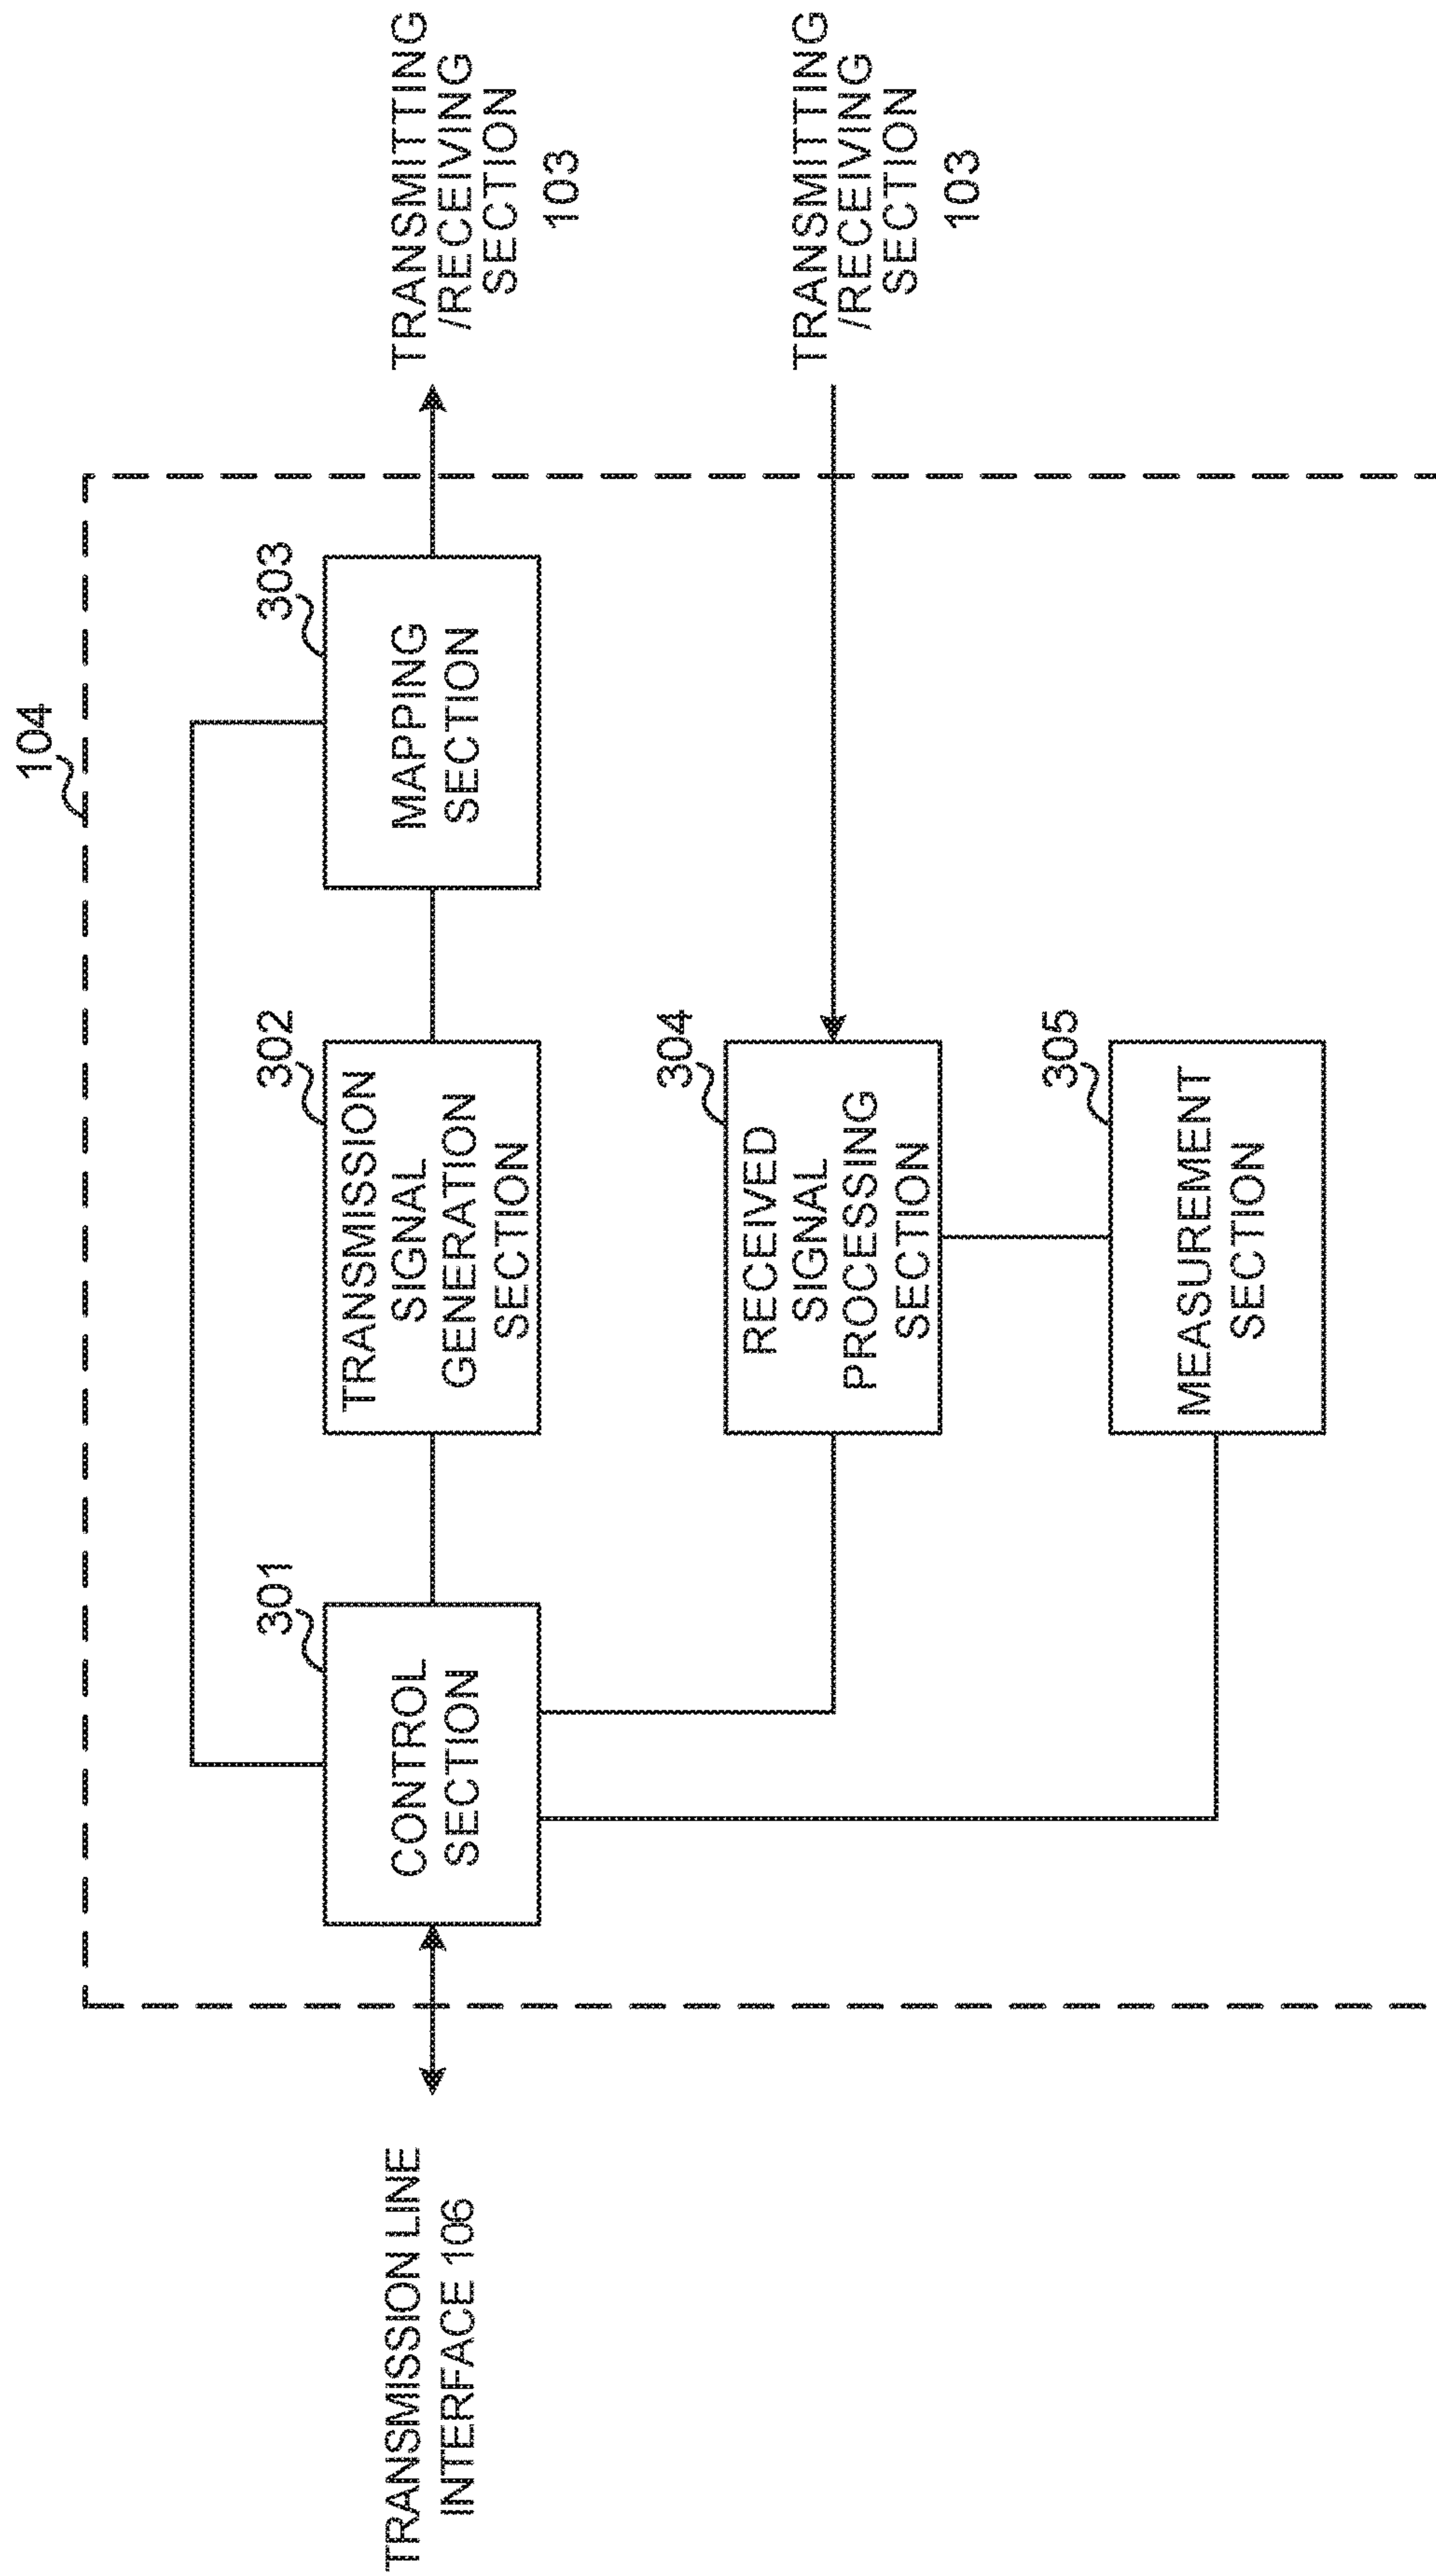 104
TRANSMISSION LINE
INTERFACE 106
301
CONTROL
SECTION
302
TRANSMISSION
SIGNAL
GENERATION
SECTION
303
MAPPING
SECTION
TRANSMITTING
/RECEIVING
SECTION
103
304
RECEIVED
SIGNAL
PROCESSING
SECTION
TRANSMITTING
/RECEIVING
SECTION
103
305
MEASUREMENT
SECTION